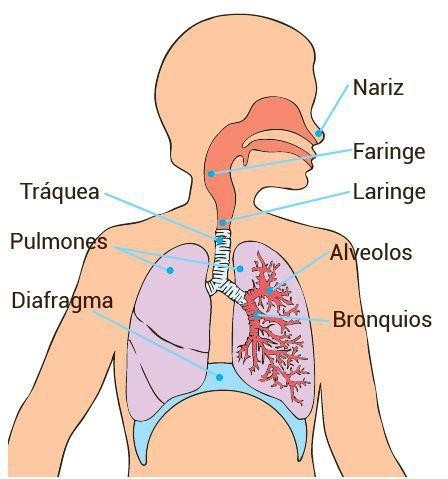 Nariz
Faringe
Tráquea
Laringe
Pulmones
Alveolos
Diafragma
Bronquios